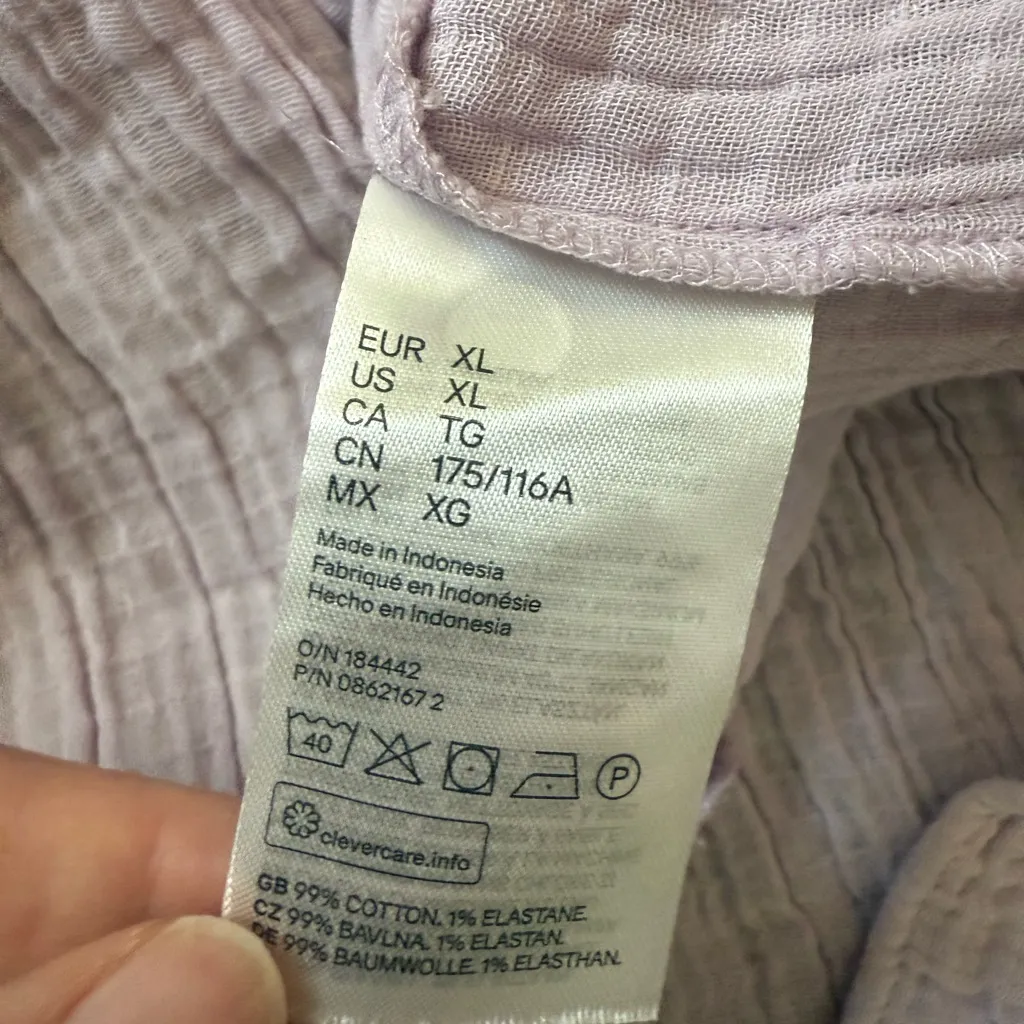 EUR XL
US XL
CA TG
CN 175/116A
MX XG
Made in Indonesia
Fabriqué en Indonésie
Hecho en Indonesia
O/N 184442
P/N 0862167 2
40
P
clevercare.info
GB 99% COTTON. 1% ELASTANE.
CZ 99% BAVLNA. 1% ELASTAN.
DE 99% BAUMWOLLE. 1% ELASTHAN.